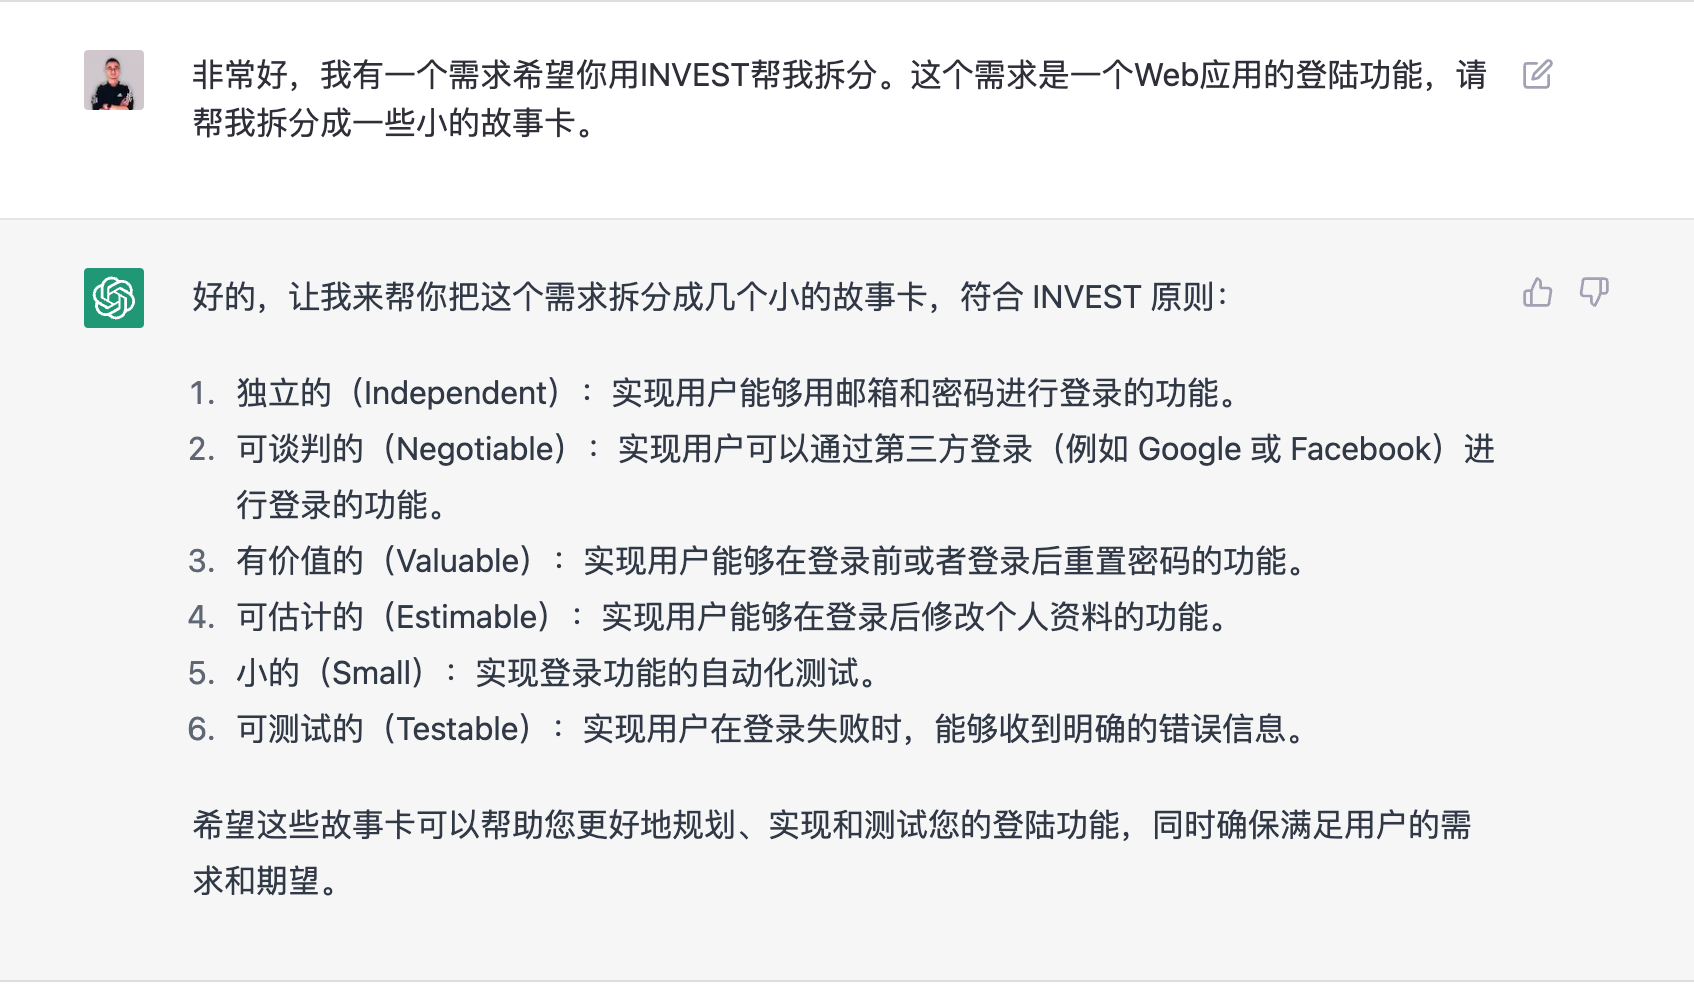 非常好，我有一个需求希望你用INVEST帮我拆分。这个需求是一个Web应用的登陆功能，请
帮我拆分成一些小的故事卡。
好的，让我来帮你把这个需求拆分成几个小的故事卡，符合 INVEST 原则：
1. 独立的（Independent）：实现用户能够用邮箱和密码进行登录的功能。
2. 可谈判的（Negotiable）：实现用户可以通过第三方登录（例如 Google 或 Facebook）进
行登录的功能。
3. 有价值的（Valuable）：实现用户能够在登录前或者登录后重置密码的功能。
4. 可估计的（Estimable）：实现用户能够在登录后修改个人资料的功能。
5. 小的（Small）：实现登录功能的自动化测试。
6. 可测试的（Testable）：实现用户在登录失败时，能够收到明确的错误信息。
希望这些故事卡可以帮助您更好地规划、实现和测试您的登陆功能，同时确保满足用户的需
求和期望。